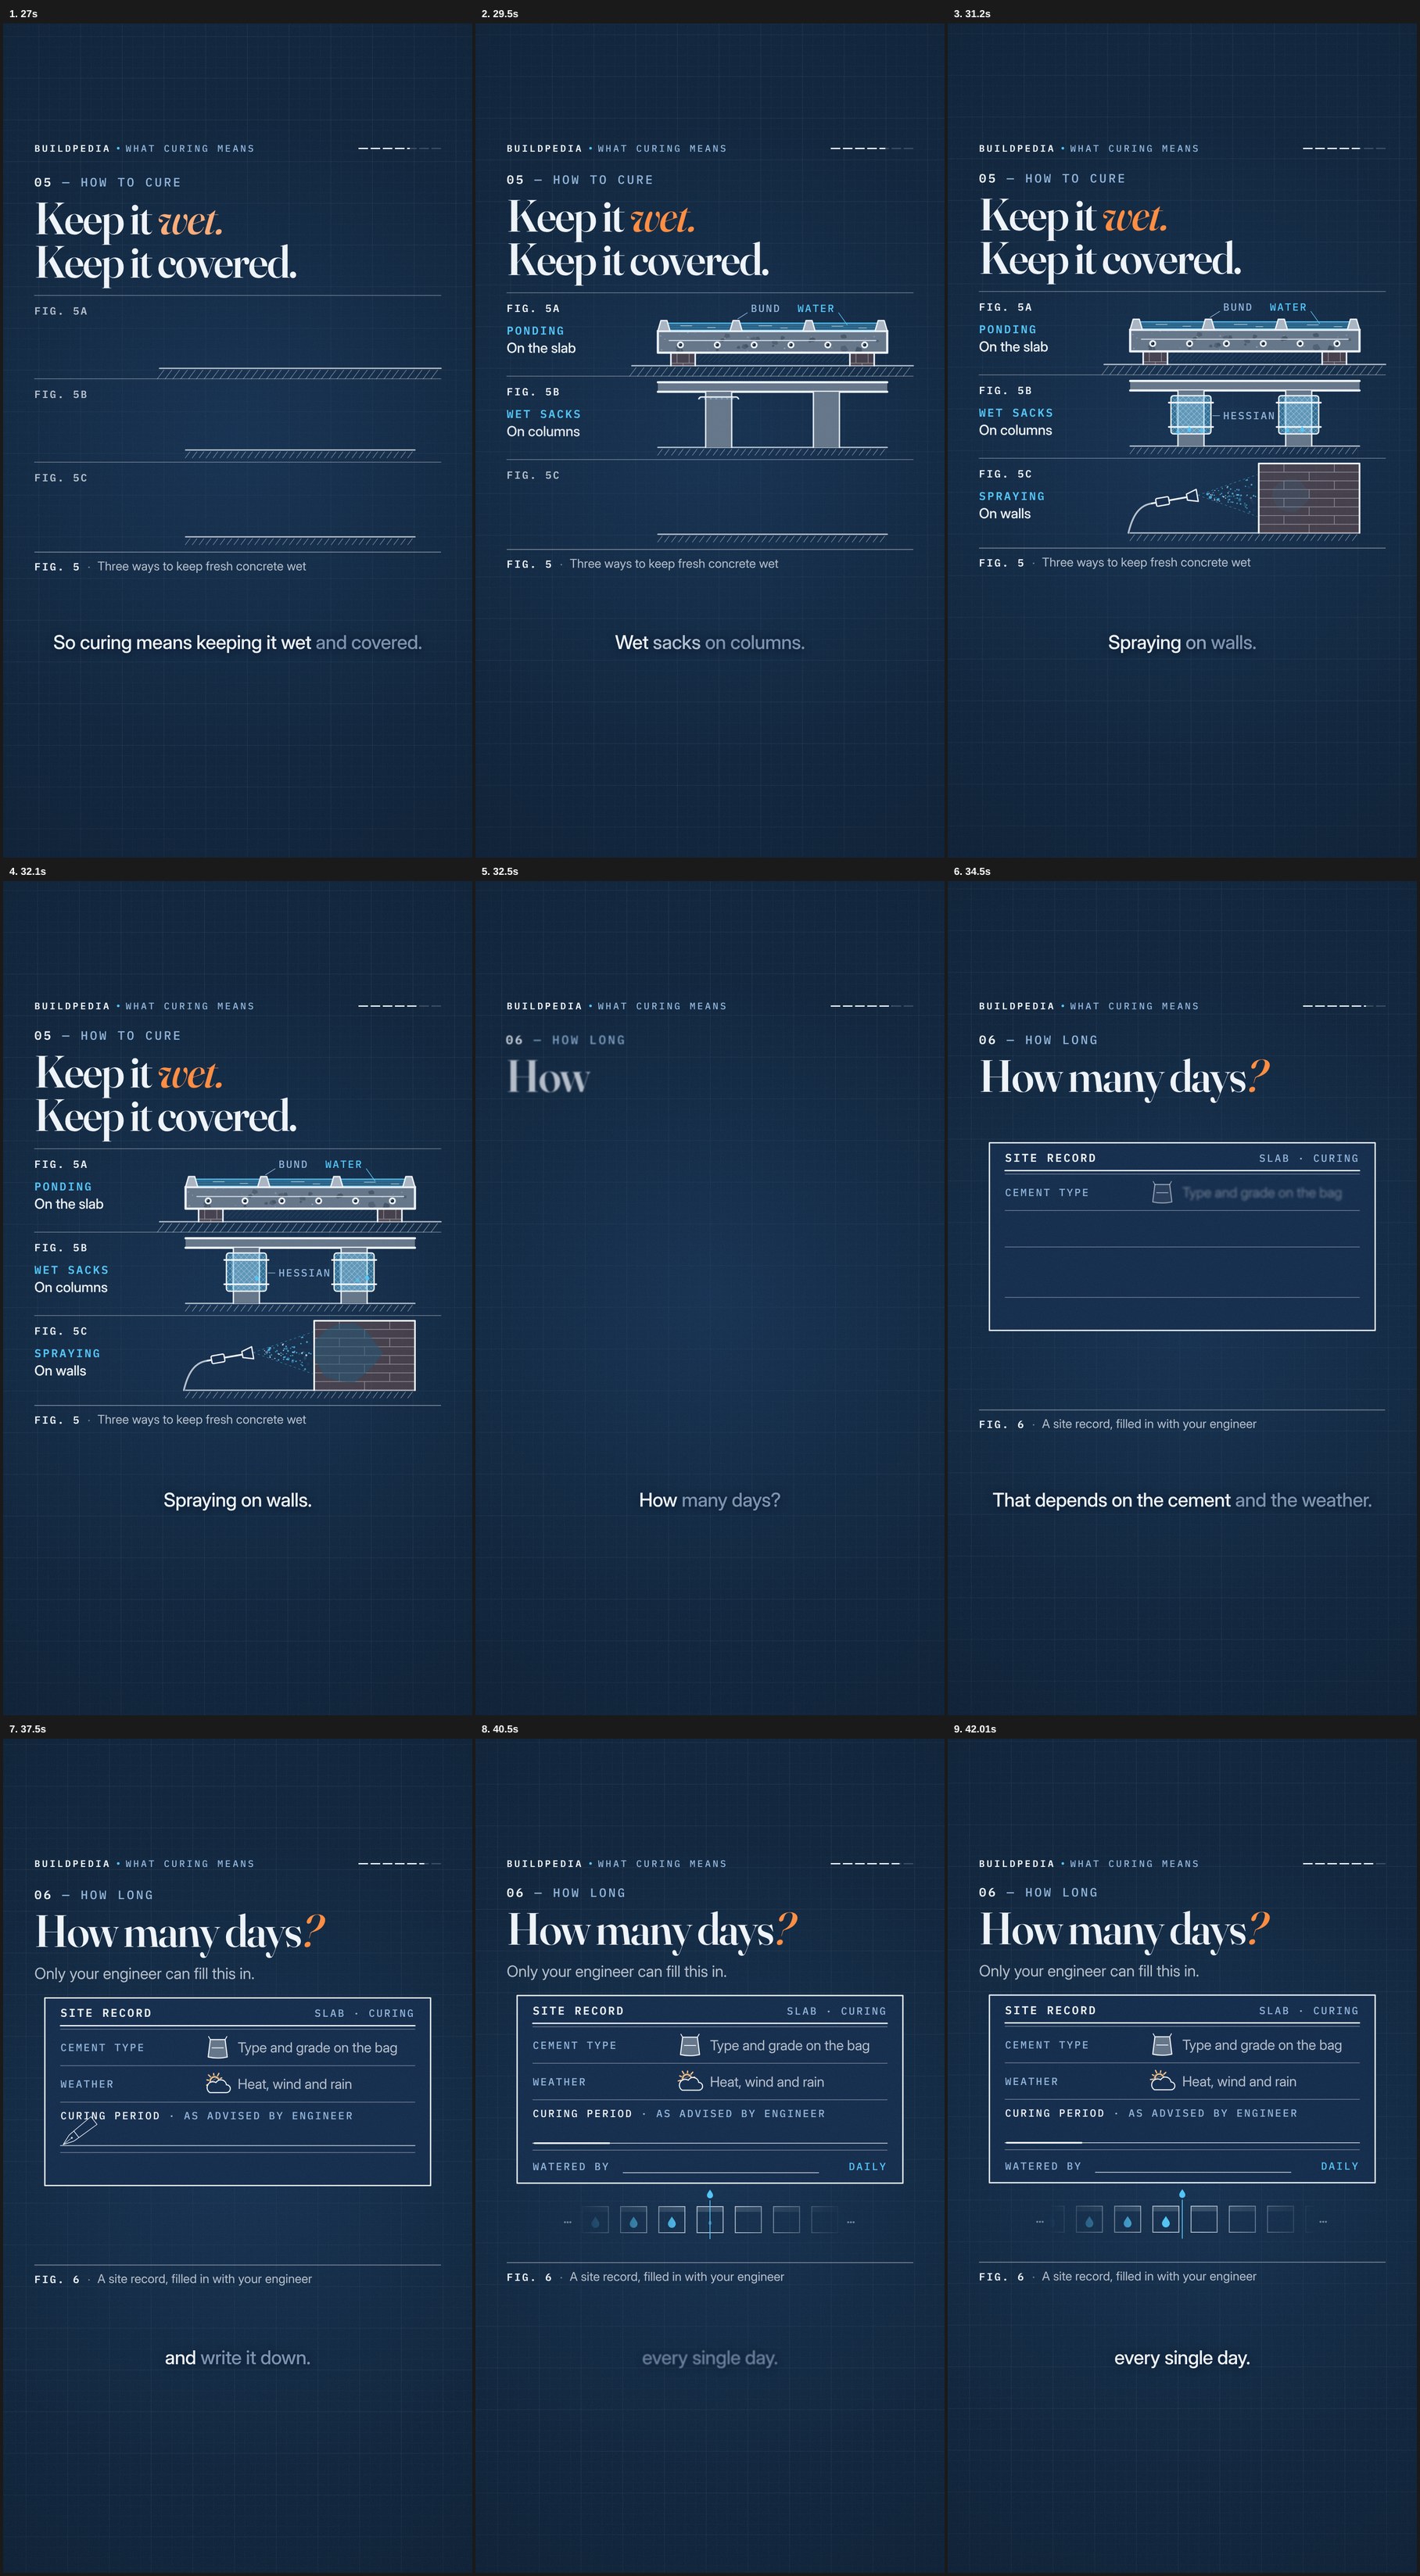 1. 27s
BUILDPEDIA • WHAT CURING MEANS
05 — HOW TO CURE
Keep it wet.
Keep it covered.
FIG. 5A
FIG. 5B
FIG. 5C
FIG. 5 · Three ways to keep fresh concrete wet
So curing means keeping it wet and covered.
2. 29.5s
BUILDPEDIA • WHAT CURING MEANS
05 — HOW TO CURE
Keep it wet.
Keep it covered.
FIG. 5A
BUND WATER
PONDING
On the slab
FIG. 5B
WET SACKS
On columns
FIG. 5C
FIG. 5 · Three ways to keep fresh concrete wet
Wet sacks on columns.
3. 31.2s
BUILDPEDIA • WHAT CURING MEANS
05 — HOW TO CURE
Keep it wet.
Keep it covered.
FIG. 5A
BUND WATER
PONDING
On the slab
FIG. 5B
WET SACKS
HESSIAN
On columns
FIG. 5C
SPRAYING
On walls
FIG. 5 · Three ways to keep fresh concrete wet
Spraying on walls.
4. 32.1s
BUILDPEDIA • WHAT CURING MEANS
05 — HOW TO CURE
Keep it wet.
Keep it covered.
FIG. 5A
BUND WATER
PONDING
On the slab
FIG. 5B
WET SACKS
HESSIAN
On columns
FIG. 5C
SPRAYING
On walls
FIG. 5 · Three ways to keep fresh concrete wet
Spraying on walls.
5. 32.5s
BUILDPEDIA • WHAT CURING MEANS
06 — HOW LONG
How
How many days?
6. 34.5s
BUILDPEDIA • WHAT CURING MEANS
06 — HOW LONG
How many days?
SITE RECORD SLAB · CURING
CEMENT TYPE Type and grade on the bag
FIG. 6 · A site record, filled in with your engineer
That depends on the cement and the weather.
7. 37.5s
BUILDPEDIA • WHAT CURING MEANS
06 — HOW LONG
How many days?
Only your engineer can fill this in.
SITE RECORD SLAB · CURING
CEMENT TYPE Type and grade on the bag
WEATHER Heat, wind and rain
CURING PERIOD · AS ADVISED BY ENGINEER
FIG. 6 · A site record, filled in with your engineer
and write it down.
8. 40.5s
BUILDPEDIA • WHAT CURING MEANS
06 — HOW LONG
How many days?
Only your engineer can fill this in.
SITE RECORD SLAB · CURING
CEMENT TYPE Type and grade on the bag
WEATHER Heat, wind and rain
CURING PERIOD · AS ADVISED BY ENGINEER
WATERED BY DAILY
... ...
FIG. 6 · A site record, filled in with your engineer
every single day.
9. 42.01s
BUILDPEDIA • WHAT CURING MEANS
06 — HOW LONG
How many days?
Only your engineer can fill this in.
SITE RECORD SLAB · CURING
CEMENT TYPE Type and grade on the bag
WEATHER Heat, wind and rain
CURING PERIOD · AS ADVISED BY ENGINEER
WATERED BY DAILY
... ...
FIG. 6 · A site record, filled in with your engineer
every single day.